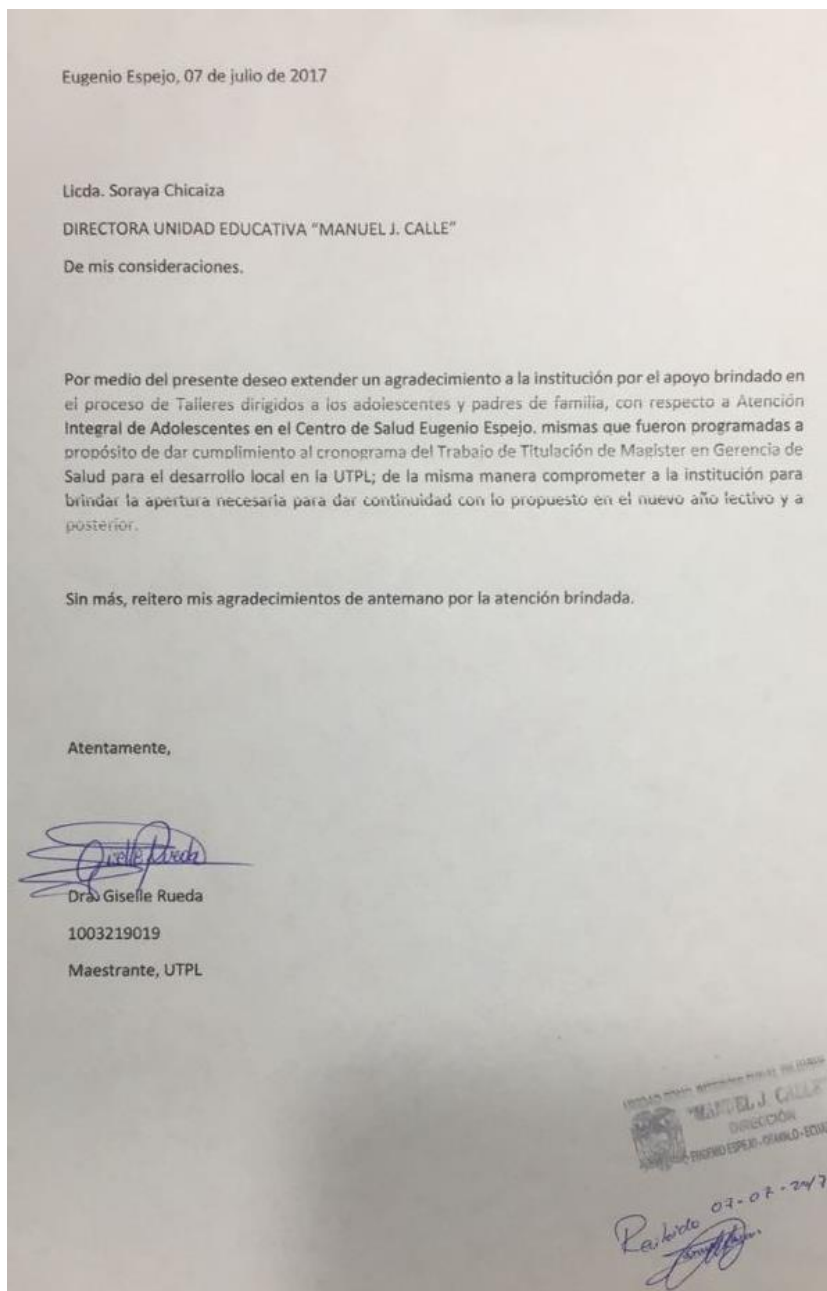 Eugenio Espejo, 07 de julio de 2017
Licda. Soraya Chicaiza
DIRECTORA UNIDAD EDUCATIVA “MANUEL J. CALLE”
De mis consideraciones.
Por medio del presente deseo extender un agradecimiento a la institución por el apoyo brindado en
el proceso de Talleres dirigidos a los adolescentes y padres de familia, con respecto a Atención
Integral de Adolescentes en el Centro de Salud Eugenio Espejo. mismas que fueron programadas a
propósito de dar cumplimiento al cronograma del Trabajo de Titulación de Magister en Gerencia de
Salud para el desarrollo local en la UTPL; de la misma manera comprometer a la institución para
brindar la apertura necesaria para dar continuidad con lo propuesto en el nuevo año lectivo y a
posterior.
Sin más, reitero mis agradecimientos de antemano por la atención brindada.
Atentamente,
Giselle Rueda
Dra. Giselle Rueda
1003219019
Maestrante, UTPL
"MANUEL J. CALLE"
DIRECCIÓN
EUGENIO ESPEJO - OTAVALO - ECUA
Recibido 07-07-2017